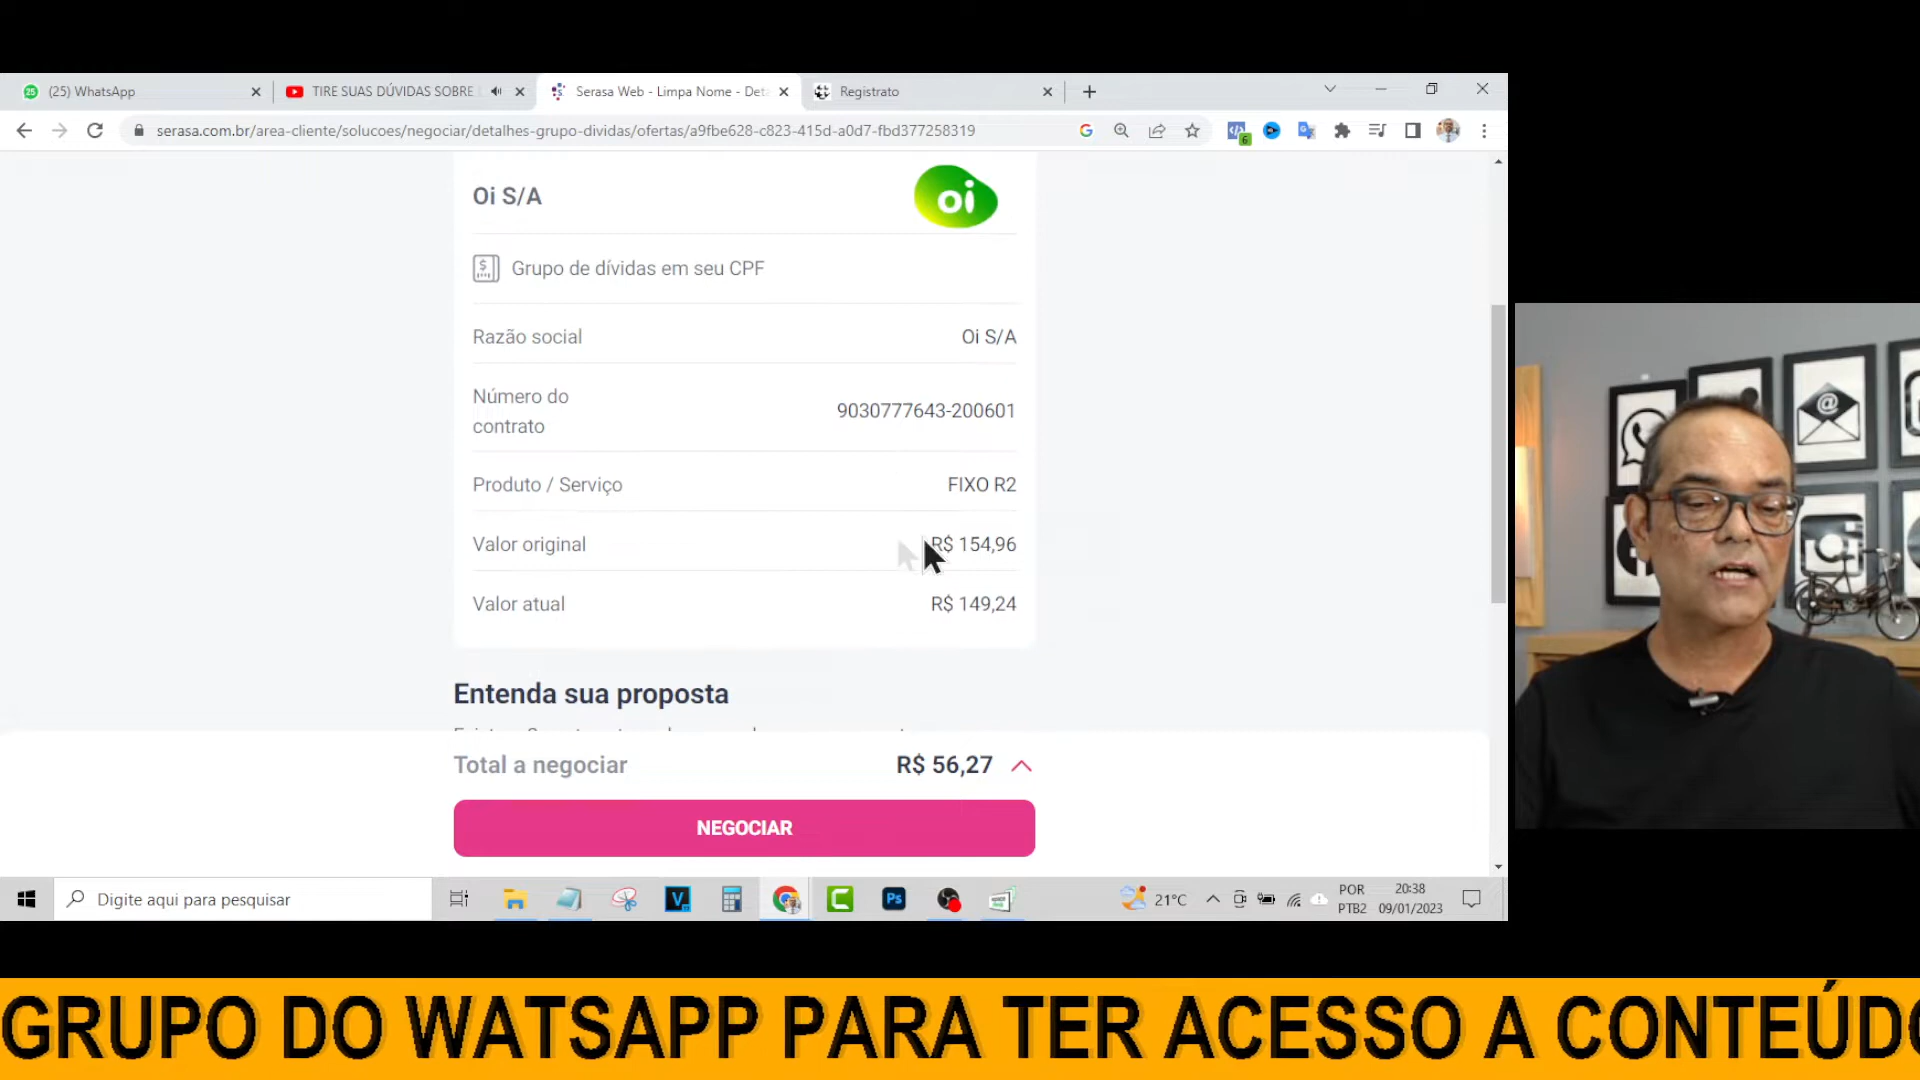 (25) WhatsApp
TIRE SUAS DÚVIDAS SOBRE
Serasa Web - Limpa Nome - Deta
Registrato
serasa.com.br/area-cliente/solucoes/negociar/detalhes-grupo-dividas/ofertas/a9fbe628-c823-415d-a0d7-fbd377258319
6
Oi S/A
oi
Grupo de dívidas em seu CPF
Razão social
Oi S/A
Número do
contrato
9030777643-200601
Produto / Serviço
FIXO R2
Valor original
R$ 154,96
Valor atual
R$ 149,24
Entenda sua proposta
Total a negociar
R$ 56,27
NEGOCIAR
Digite aqui para pesquisar
Ps
21°C
POR
PTB2
20:38
09/01/2023
GRUPO DO WATSAPP PARA TER ACESSO A CONTEÚDO